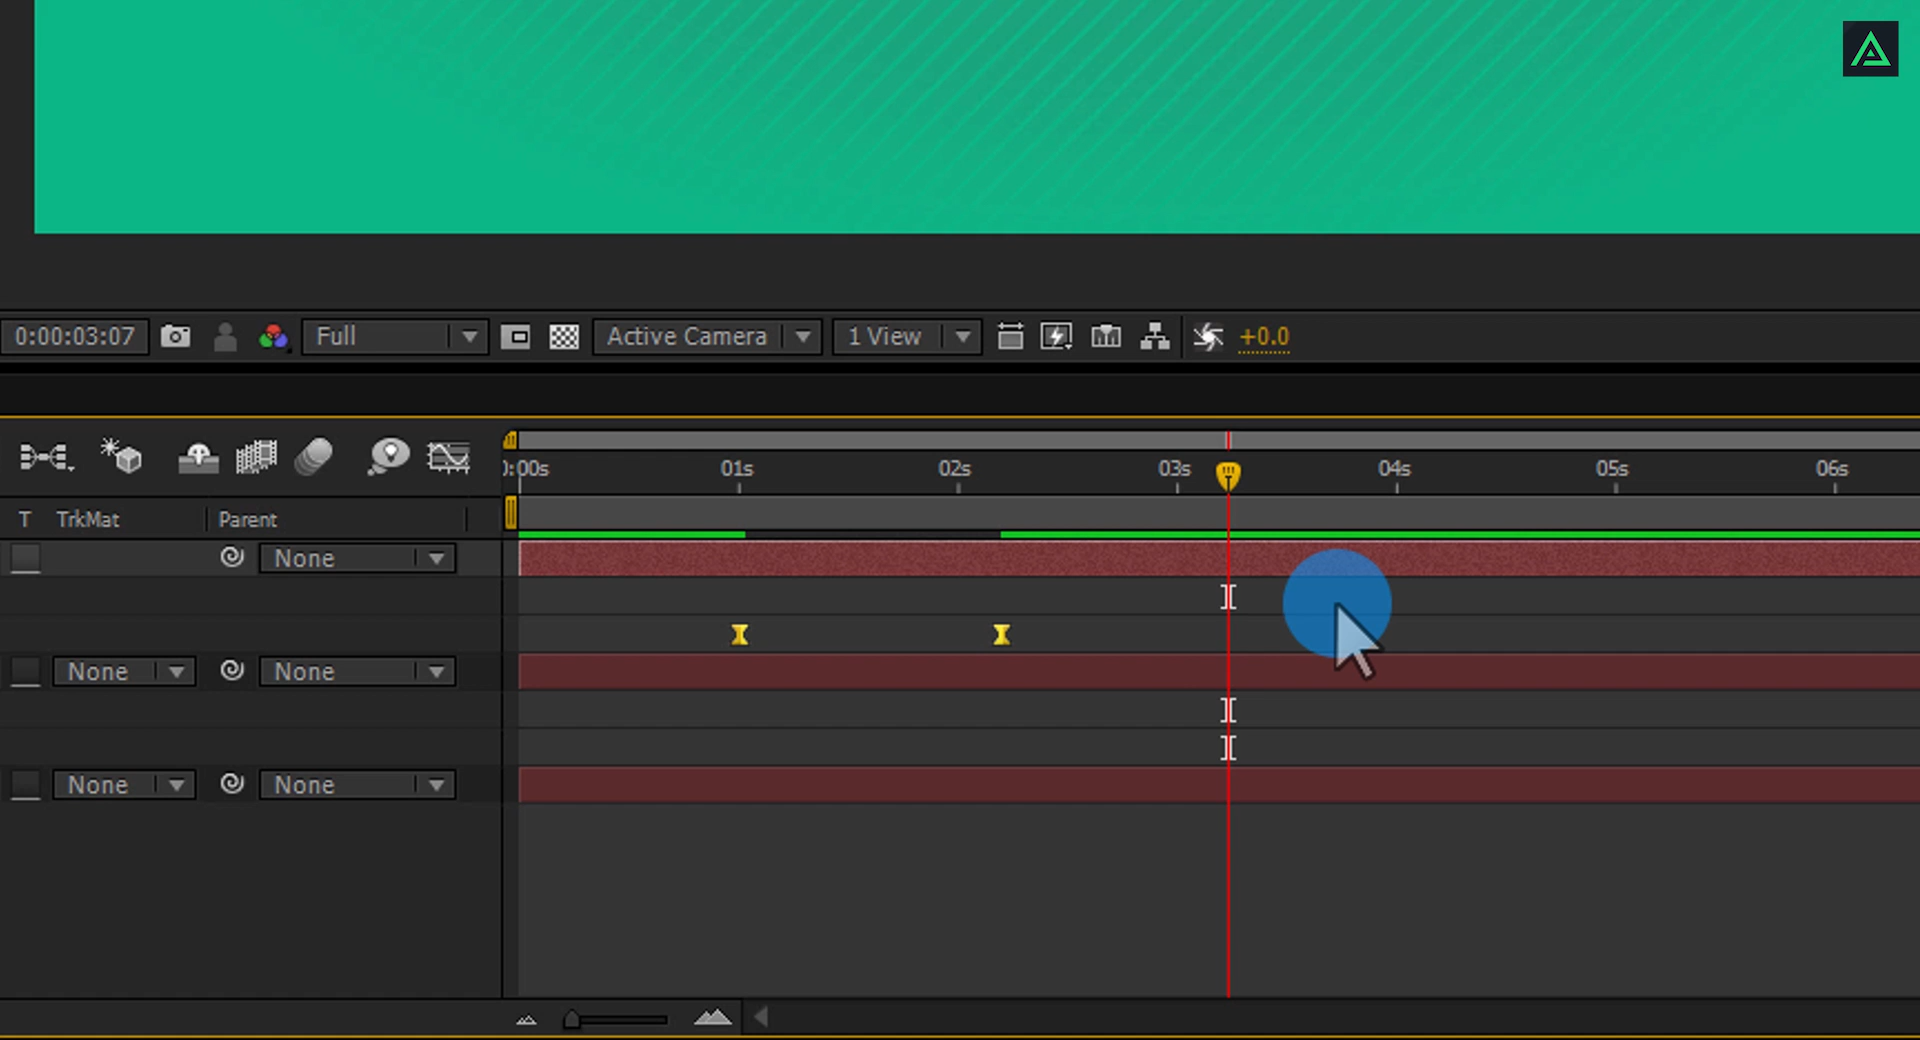 0:00:03:07 Full Active Camera 1 View +0.0
0:00s 01s 02s 03s 04s 05s 06s
T TrkMat Parent
None
None None
None None